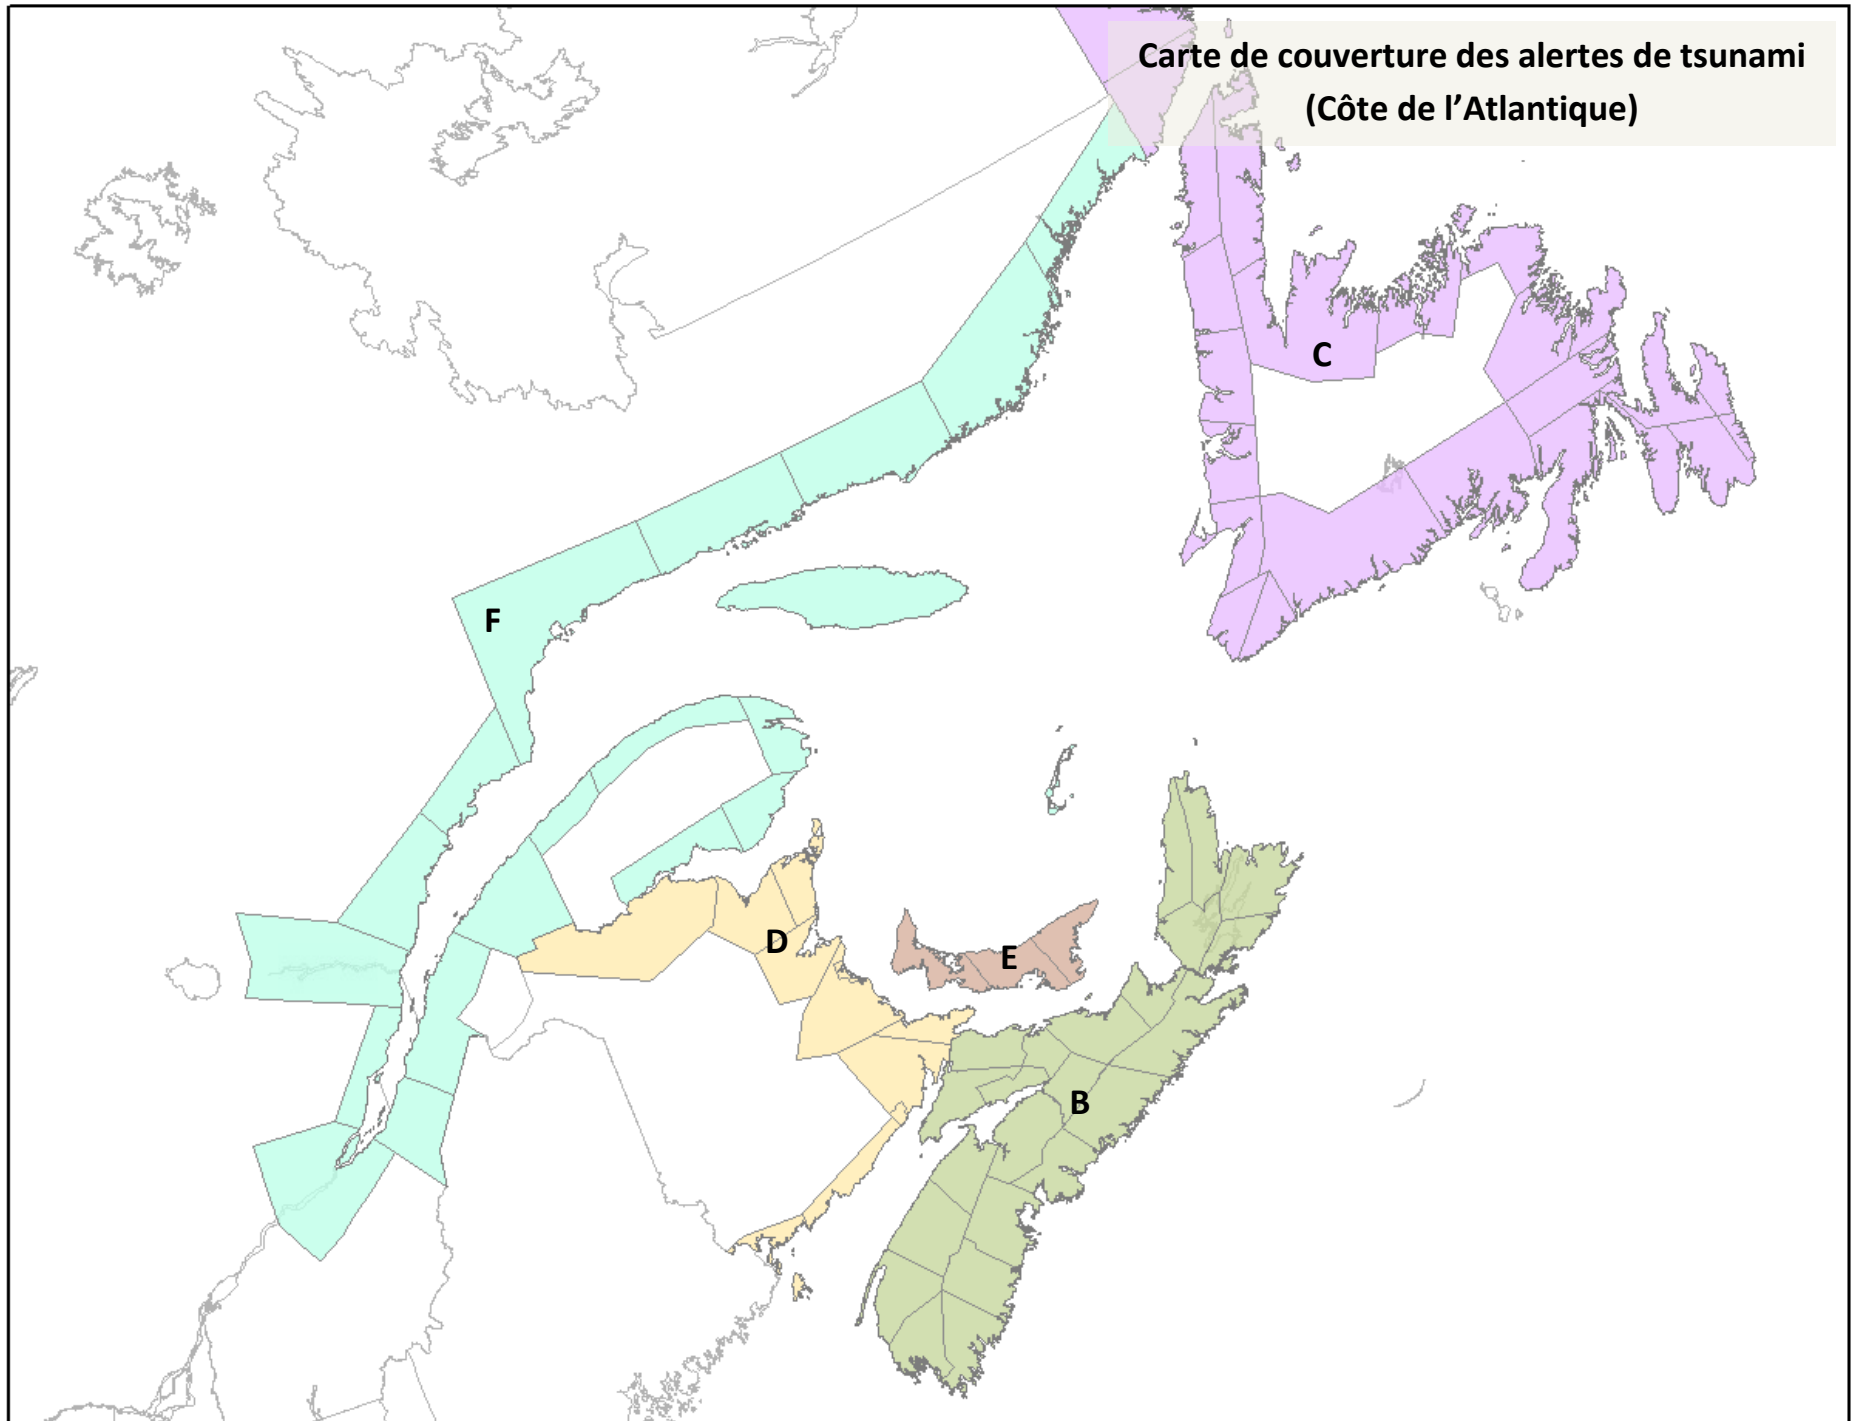 Carte de couverture des alertes de tsunami
(Côte de l’Atlantique)
C
F
D
E
B